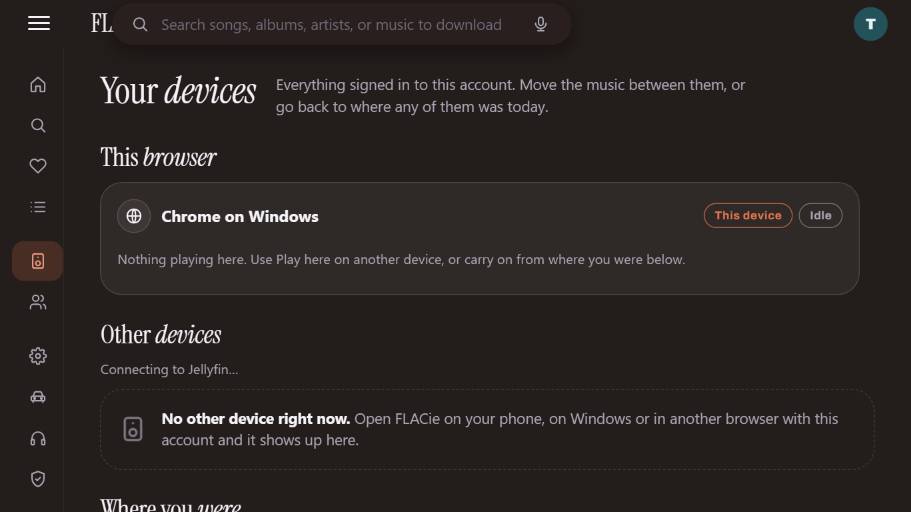 FLA
Search songs, albums, artists, or music to download
T
Your devices
Everything signed in to this account. Move the music between them, or
go back to where any of them was today.
This browser
Chrome on Windows
This device
Idle
Nothing playing here. Use Play here on another device, or carry on from where you were below.
Other devices
Connecting to Jellyfin...
No other device right now. Open FLACie on your phone, on Windows or in another browser with this
account and it shows up here.
Where you were